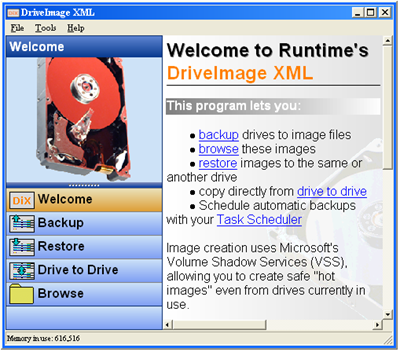 DriveImage XML
File Tools Help
Welcome
Welcome to Runtime's
DriveImage XML
This program lets you:
• backup drives to image files
• browse these images
• restore images to the same or
another drive
• copy directly from drive to drive
• Schedule automatic backups
with your Task Scheduler
Image creation uses Microsoft's
Volume Shadow Services (VSS),
allowing you to create safe "hot
images" even from drives currently in
use.
DiX Welcome
Backup
Restore
Drive to Drive
Browse
Memory in use: 616,516